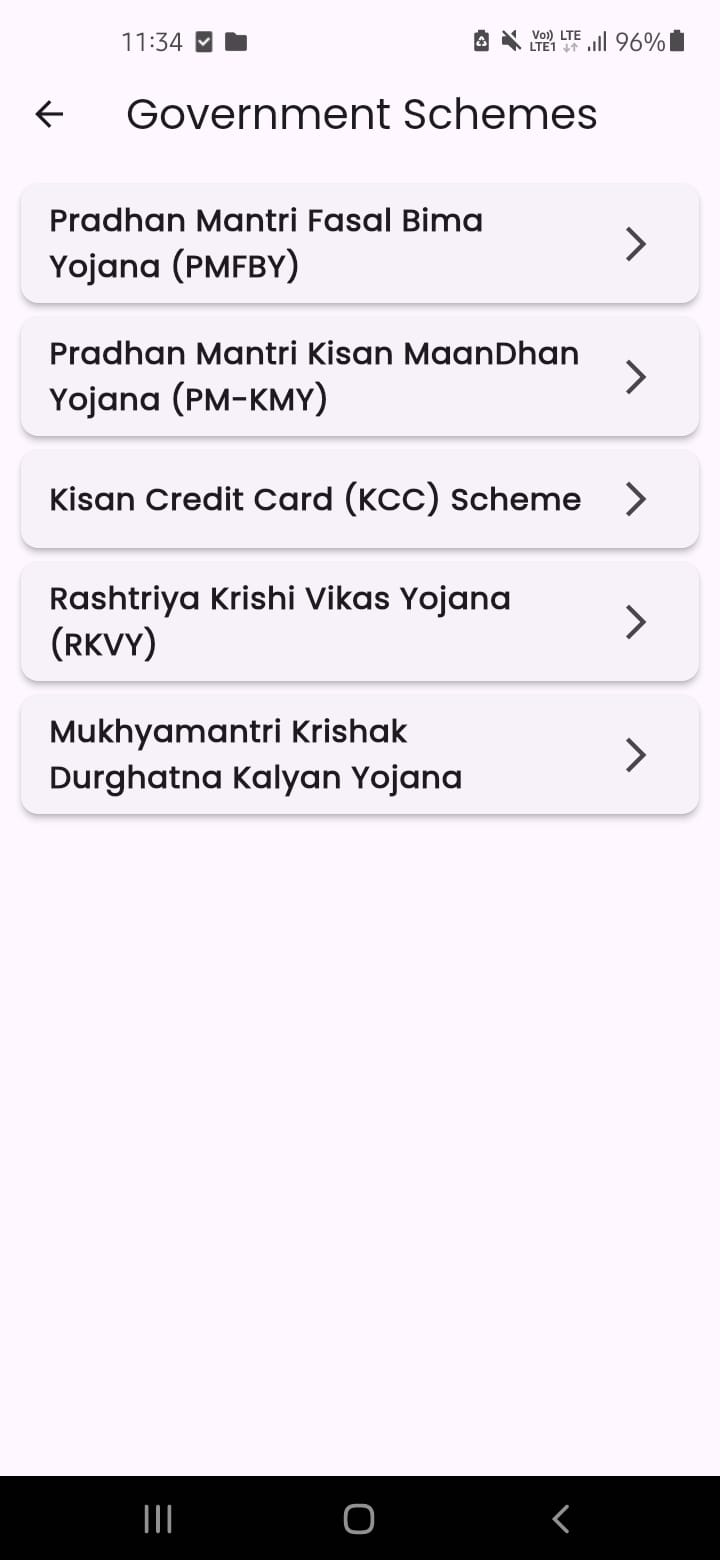 11:34
Vo)) LTE 96%
LTE1
Government Schemes
Pradhan Mantri Fasal Bima
Yojana (PMFBY)
Pradhan Mantri Kisan MaanDhan
Yojana (PM-KMY)
Kisan Credit Card (KCC) Scheme
Rashtriya Krishi Vikas Yojana
(RKVY)
Mukhyamantri Krishak
Durghatna Kalyan Yojana